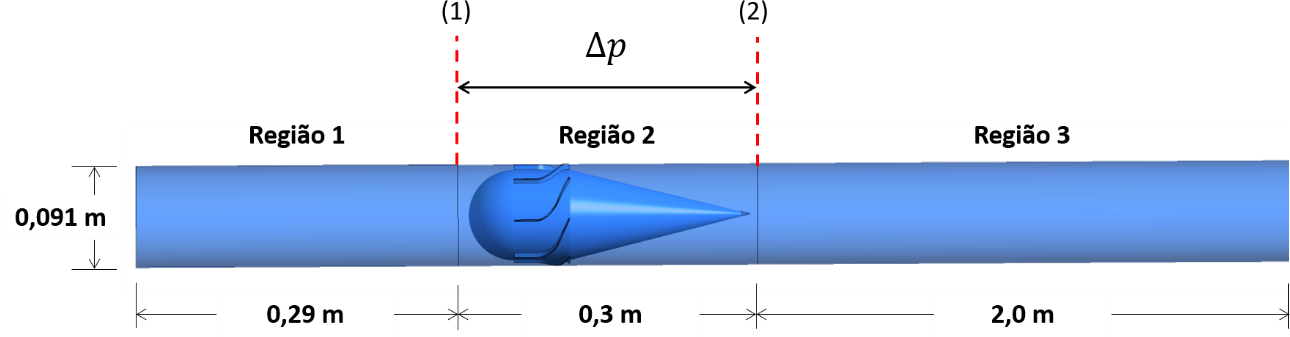 (1)
(2)
Δp
Região 1
Região 2
Região 3
0,091 m
0,29 m
0,3 m
2,0 m